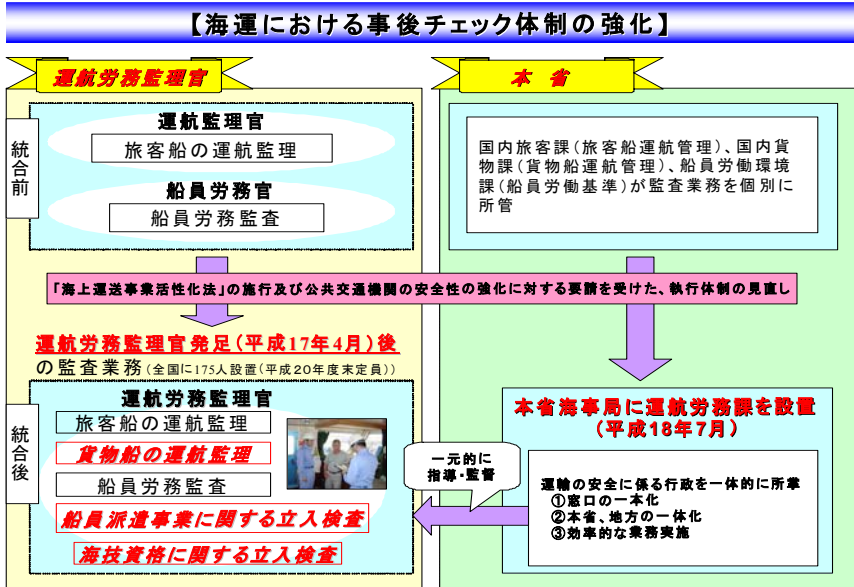 【海運における事後チェック体制の強化】
運航労務監理官
統合前
運航監理官
旅客船の運航監理
船員労務官
船員労務監査
本 省
国内旅客課（旅客船運航管理）、国内貨
物課（貨物船運航管理）、船員労働環境
課（船員労働基準）が監査業務を個別に
所管
「海上運送事業活性化法」の施行及び公共交通機関の安全性の強化に対する要請を受けた、執行体制の見直し
運航労務監理官発足（平成17年4月）後
の監査業務（全国に175人設置（平成20年度末定員））
統合後
運航労務監理官
旅客船の運航監理
貨物船の運航監理
船員労務監査
船員派遣事業に関する立入検査
海技資格に関する立入検査
一元的に
指導・監督
本省海事局に運航労務課を設置
（平成18年7月）
運輸の安全に係る行政を一体的に所掌
①窓口の一本化
②本省、地方の一体化
③効率的な業務実施